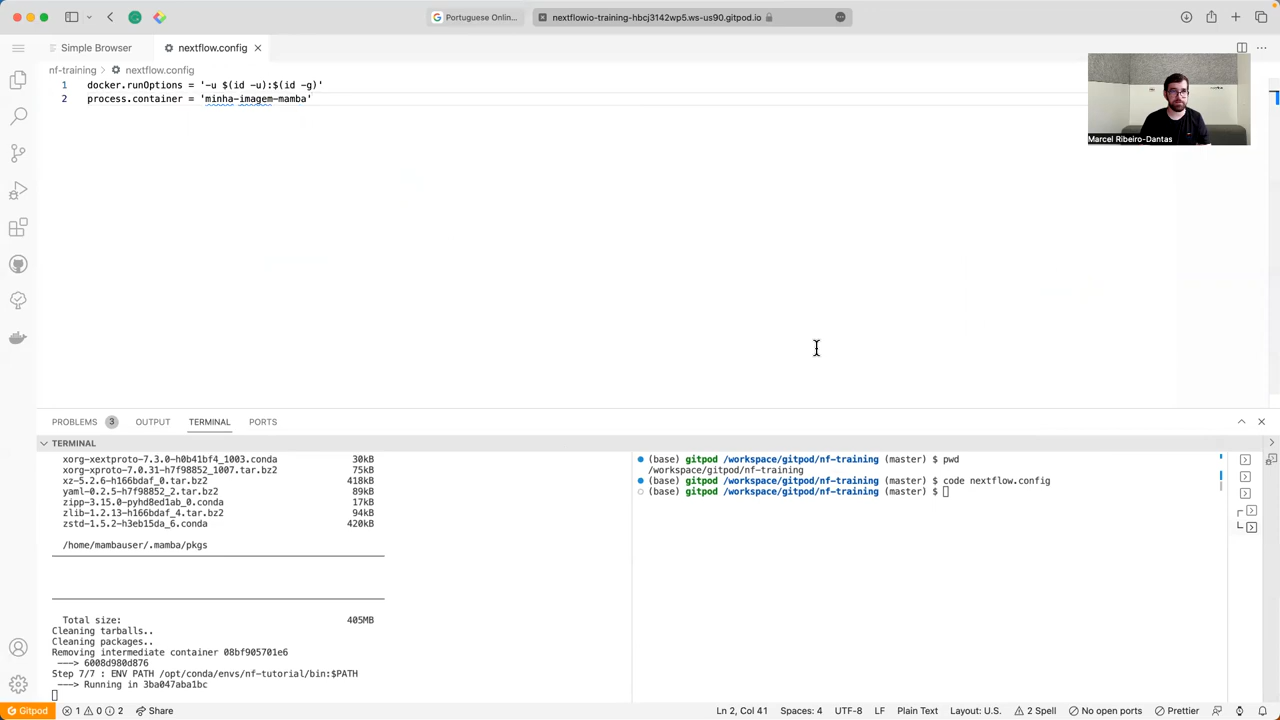 Portuguese Onlin...
nextflowio-training-hbcj3142wp5.ws-us90.gitpod.io
Simple Browser
nextflow.config
nf-training > nextflow.config
1 docker.runOptions = '-u $(id -u):$(id -g)'
2 process.container = 'minha-imagem-mamba'
Marcel Ribeiro-Dantas
PROBLEMS 3 OUTPUT TERMINAL PORTS
TERMINAL
xorg-xextproto-7.3.0-h0b41bf4_1003.conda 30kB
xorg-xproto-7.0.31-h7f98852_1007.tar.bz2 75kB
xz-5.2.6-h166bdaf_0.tar.bz2 418kB
yaml-0.2.5-h7f98852_2.tar.bz2 89kB
zipp-3.15.0-pyhd8ed1ab_0.conda 17kB
zlib-1.2.13-h166bdaf_4.tar.bz2 94kB
zstd-1.5.2-h3eb15da_6.conda 420kB
/home/mambauser/.mamba/pkgs
Total size: 405MB
Cleaning tarballs..
Cleaning packages..
Removing intermediate container 08bf905701e6
---> 6008d980d876
Step 7/7 : ENV PATH /opt/conda/envs/nf-tutorial/bin:$PATH
---> Running in 3ba047aba1bc
(base) gitpod /workspace/gitpod/nf-training (master) $ pwd
/workspace/gitpod/nf-training
(base) gitpod /workspace/gitpod/nf-training (master) $ code nextflow.config
(base) gitpod /workspace/gitpod/nf-training (master) $
Gitpod 1 0 2 Share Ln 2, Col 41 Spaces: 4 UTF-8 LF Plain Text Layout: U.S. 2 Spell No open ports Prettier